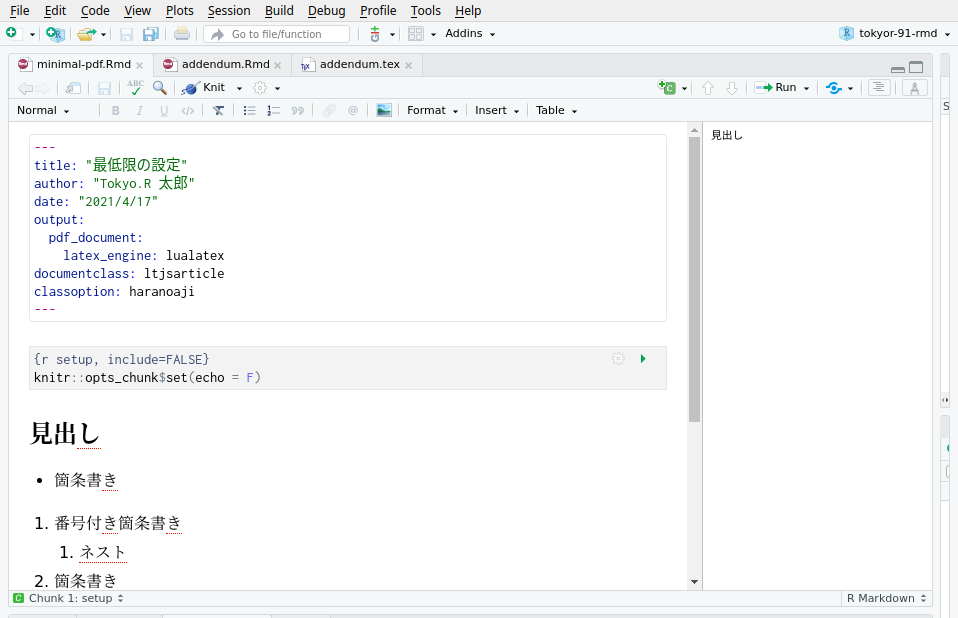 File Edit Code View Plots Session Build Debug Profile Tools Help
Go to file/function Addins tokyor-91-rmd
minimal-pdf.Rmd addendum.Rmd addendum.tex
ABC Knit Run
Normal B I U Format Insert Table
---
title: "最低限の設定"
author: "Tokyo.R 太郎"
date: "2021/4/17"
output:
pdf_document:
latex_engine: lualatex
documentclass: ltjsarticle
classoption: haranoaji
---
{r setup, include=FALSE}
knitr::opts_chunk$set(echo = F)
見出し
• 箇条書き
1. 番号付き箇条書き
1. ネスト
2. 箇条書き
見出し
S
C Chunk 1: setup R Markdown